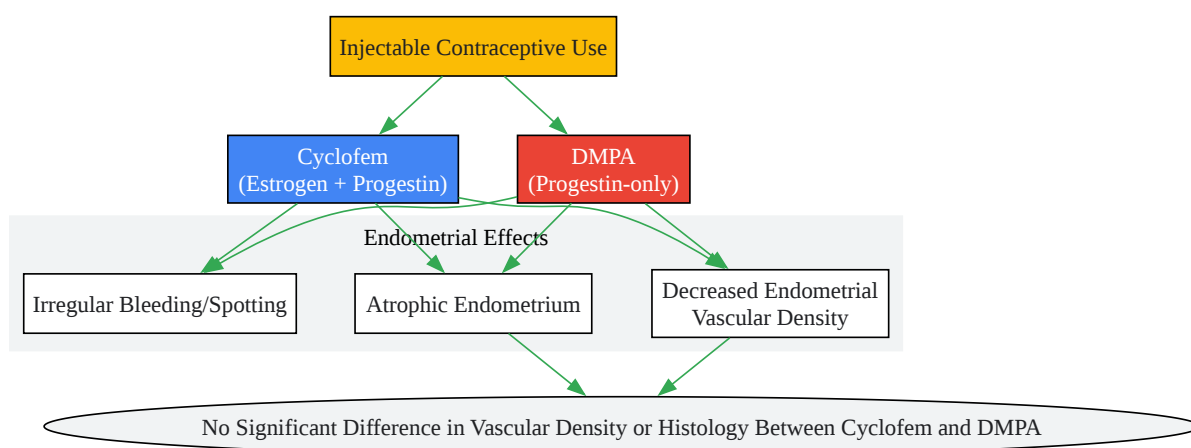 Injectable Contraceptive Use
Cyclofem
(Estrogen + Progestin)
DMPA
(Progestin-only)
Endometrial Effects
Irregular Bleeding/Spotting
Atrophic Endometrium
Decreased Endometrial
Vascular Density
No Significant Difference in Vascular Density or Histology Between Cyclofem and DMPA